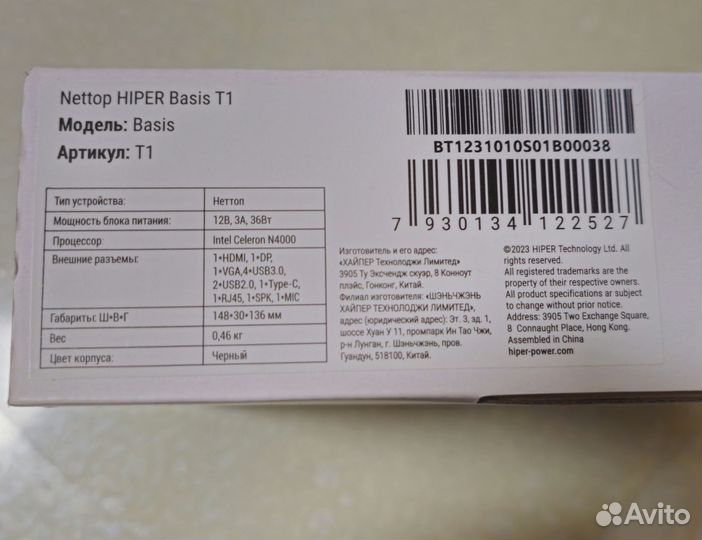 Nettop HIPER Basis T1
Модель: Basis
Артикул: T1
Тип устройства: Неттоп
Мощность блока питания: 12В, 3А, 36Вт
Процессор Intel Celeron N4000
Внешние разъемы: 1*HDMI, 1*DP,
1*VGA,4*USB3.0,
2*USB2.0, 1*Type-C,
1*RJ45, 1*SPK, 1*MIC
Габариты: Ш*В*Г 148*30*136 мм
Вес 0,46 кг
Цвет корпуса: Черный
BT1231010S01B00038
7 930134 122527
Изготовитель и его адрес:
«ХАЙПЕР Технолоджи Лимитед»
3905 Ту Эксчендж скуар, 8 Конноут
плэйс, Гонконг, Китай.
Филиал изготовителя: «ШЭНЬЧЖЭНЬ
ХАЙПЕР ТЕХНОЛОДЖИ ЛИМИТЕД»,
адрес (юридический адрес): Эт. 3, зд. 1,
шоссе Хуан У 11, промпарк Ин Тао Чжи,
р-н Лунган, г. Шэньчжэнь, пров.
Гуандун, 518100, Китай.
©2023 HIPER Technology Ltd. All
rights reserved.
All registered trademarks are the
property of their respective owners.
All product specifications ar subject
to change without prior notice.
Address: 3905 Two Exchange Square,
8 Connaught Place, Hong Kong.
Assembled in China
hiper-power.com
Avito